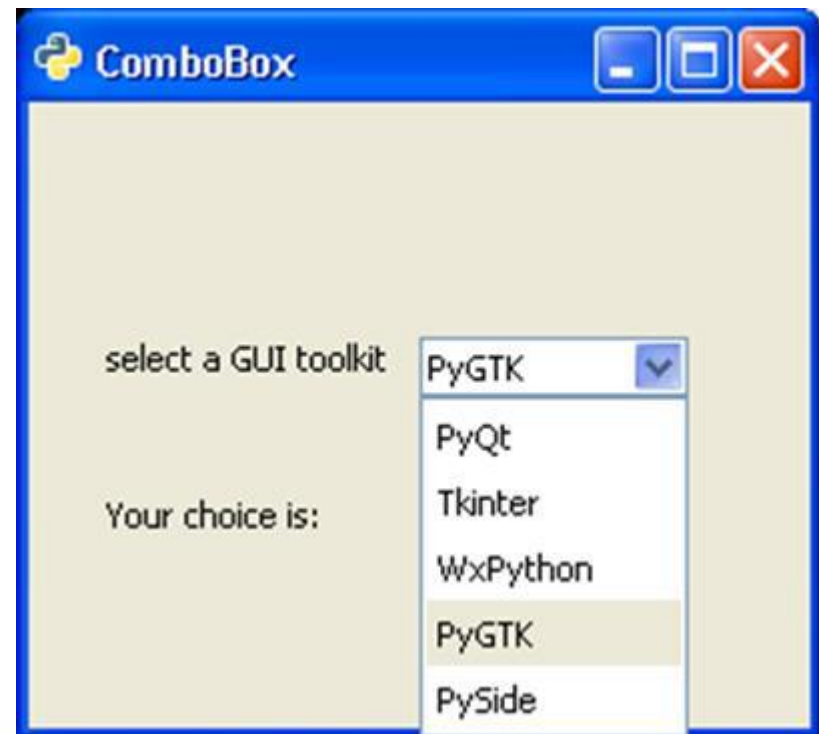 ComboBox
select a GUI toolkit
PyGTK
PyQt
Your choice is:
Tkinter
WxPython
PyGTK
PySide